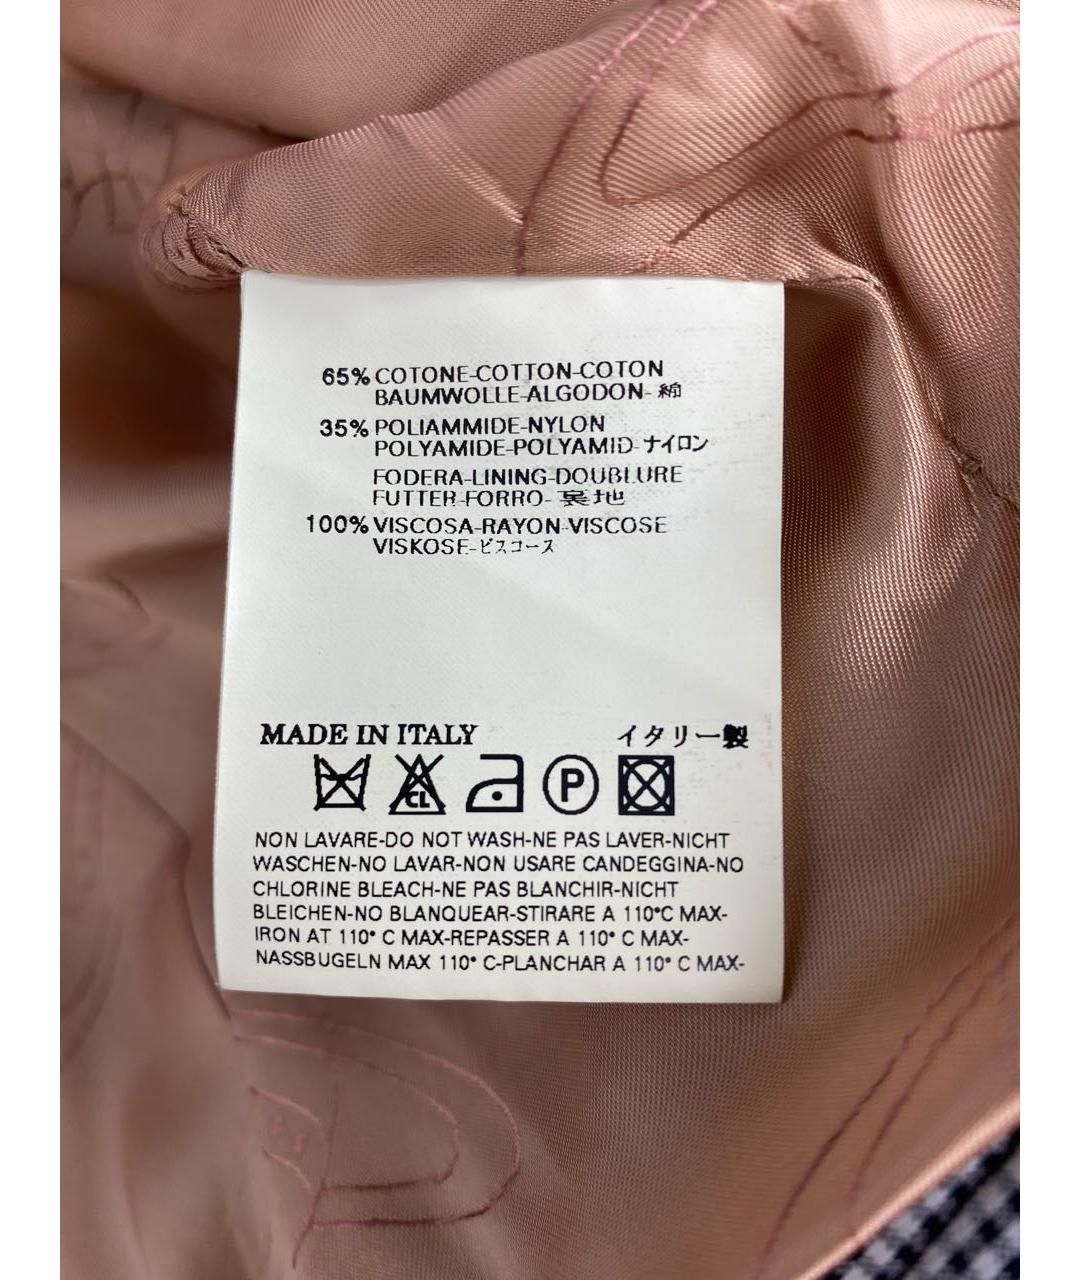 65% COTONE-COTTON-COTON
BAUMWOLLE-ALGODON-綿
35% POLIAMMIDE-NYLON
POLYAMIDE-POLYAMID-ナイロン
FODERA-LINING-DOUBLURE
FUTTER-FORRO-裏地
100% VISCOSA-RAYON-VISCOSE
VISKOSE-ビスコース
MADE IN ITALY イタリー製
CL P
NON LAVARE-DO NOT WASH-NE PAS LAVER-NICHT
WASCHEN-NO LAVAR-NON USARE CANDEGGINA-NO
CHLORINE BLEACH-NE PAS BLANCHIR-NICHT
BLEICHEN-NO BLANQUEAR-STIRARE A 110°C MAX-
IRON AT 110° C MAX-REPASSER A 110° C MAX-
NASSBUGELN MAX 110° C-PLANCHAR A 110° C MAX-